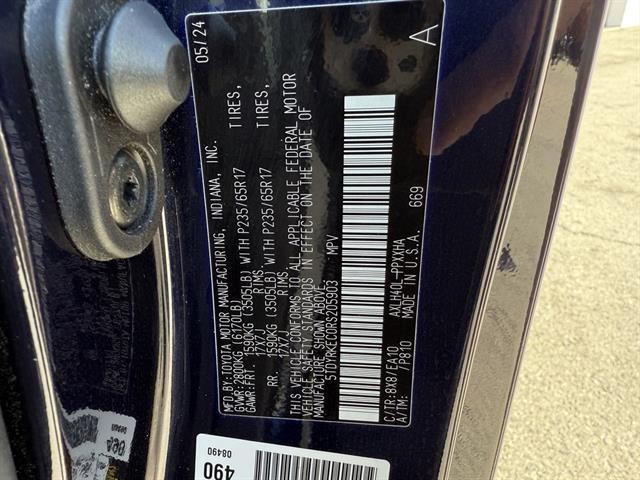 MFD.BY:TOYOTA MOTOR MANUFACTURING, INDIANA, INC. 05/24
GVWR:2800KG (6170LB)
GAWR:FRT 1590KG (3505LB) WITH P235/65R17 TIRES,
17X7J RIMS.
RR. 1590KG (3505LB) WITH P235/65R17 TIRES,
17X7J RIMS.
THIS VEHICLE CONFORMS TO ALL APPLICABLE FEDERAL MOTOR
VEHICLE SAFETY STANDARDS IN EFFECT ON THE DATE OF
MANUFACTURE SHOWN ABOVE.
5TDYRKEC0RS205903 MPV
A
C/TR:8X8/EA10 AXLH40L-PPXXHA 669
A/TM: /P810 MADE IN U.S.A.
490
08490